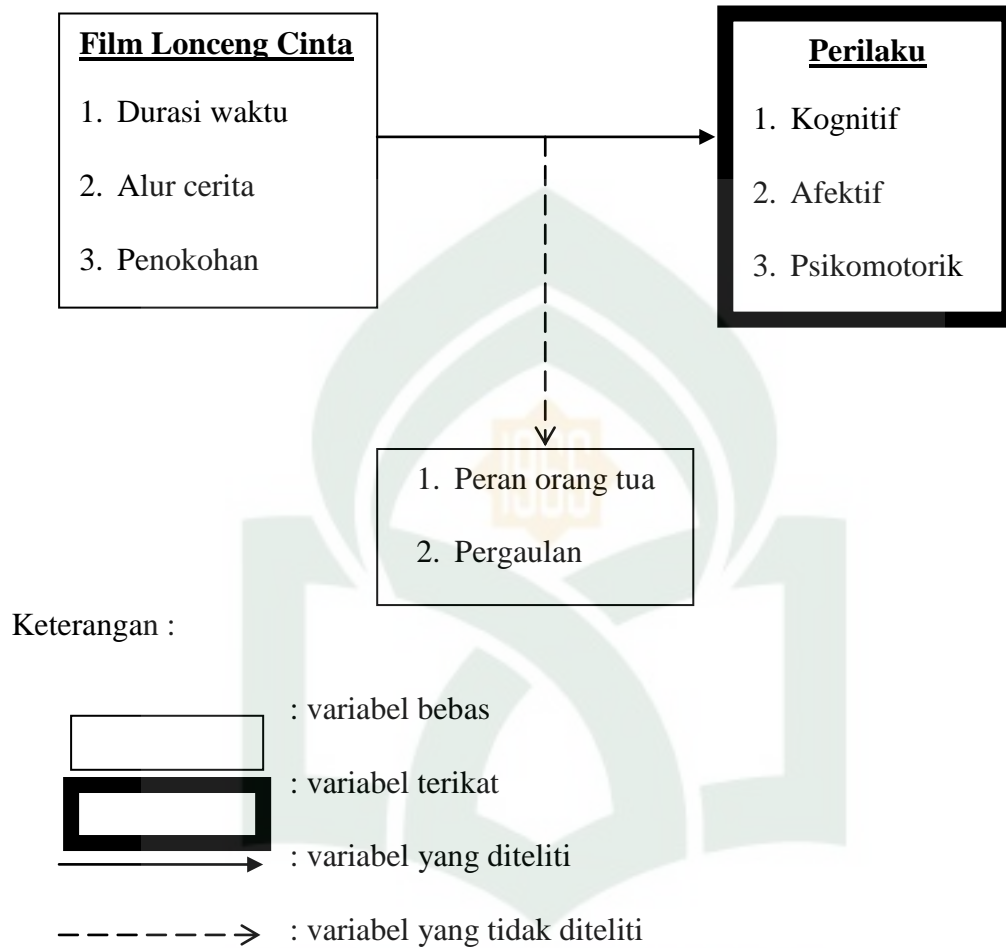 Film Lonceng Cinta
1. Durasi waktu
2. Alur cerita
3. Penokohan
Perilaku
1. Kognitif
2. Afektif
3. Psikomotorik
1. Peran orang tua
2. Pergaulan
1965
Keterangan :
: variabel bebas
: variabel terikat
: variabel yang diteliti
: variabel yang tidak diteliti